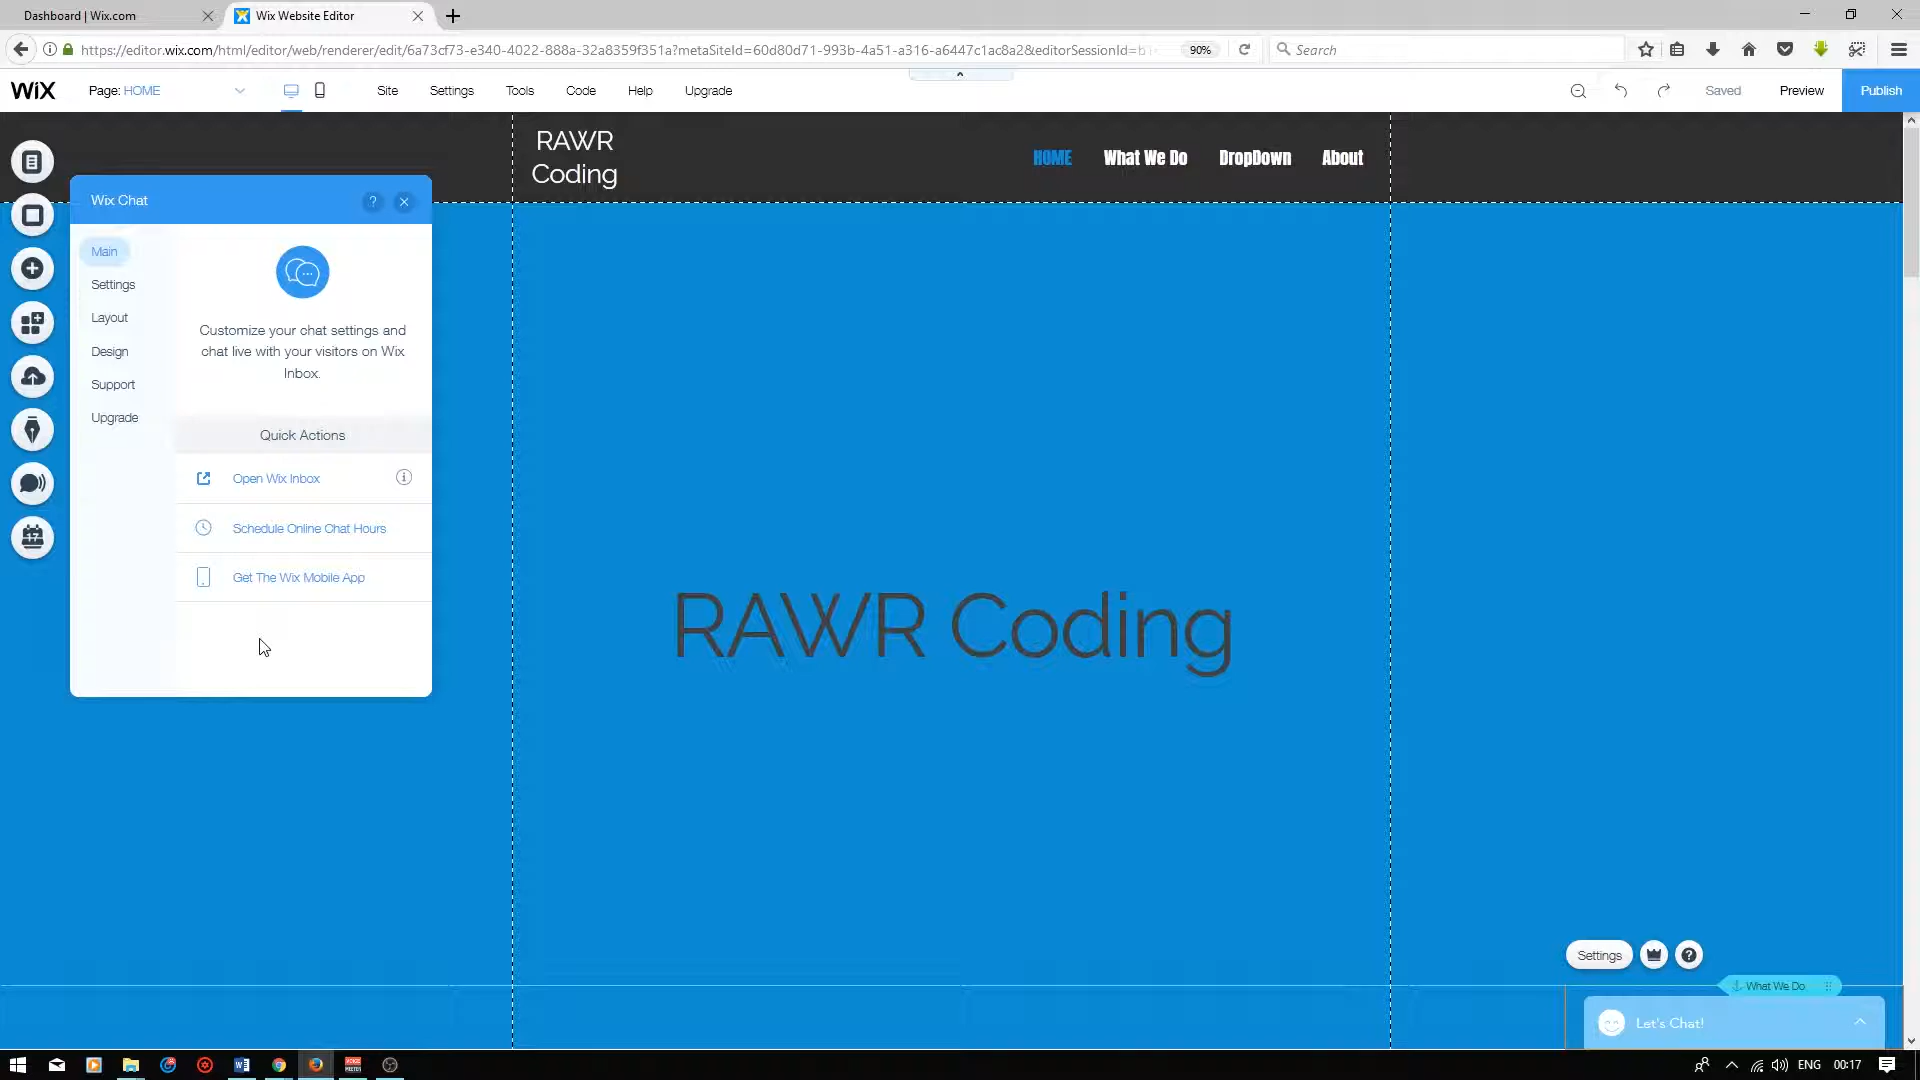 Dashboard | Wix.com
Wix Website Editor
https://editor.wix.com/html/editor/web/renderer/edit/6a73cf73-e340-4022-888a-32a8359f351a?metaSiteId=60d80d71-993b-4a51-a316-a6447c1ac8a2&editorSessionId=
90%
Search
WiX
Page: HOME
Site
Settings
Tools
Code
Help
Upgrade
Saved
Preview
Publish
RAWR
Coding
HOME
What We Do
DropDown
About
Wix Chat
?
Main
Settings
Layout
Design
Support
Upgrade
Customize your chat settings and
chat live with your visitors on Wix
Inbox.
Quick Actions
Open Wix Inbox
Schedule Online Chat Hours
Get The Wix Mobile App
17
RAWR Coding
Settings
?
What We Do
Let's Chat!
ENG
00:17